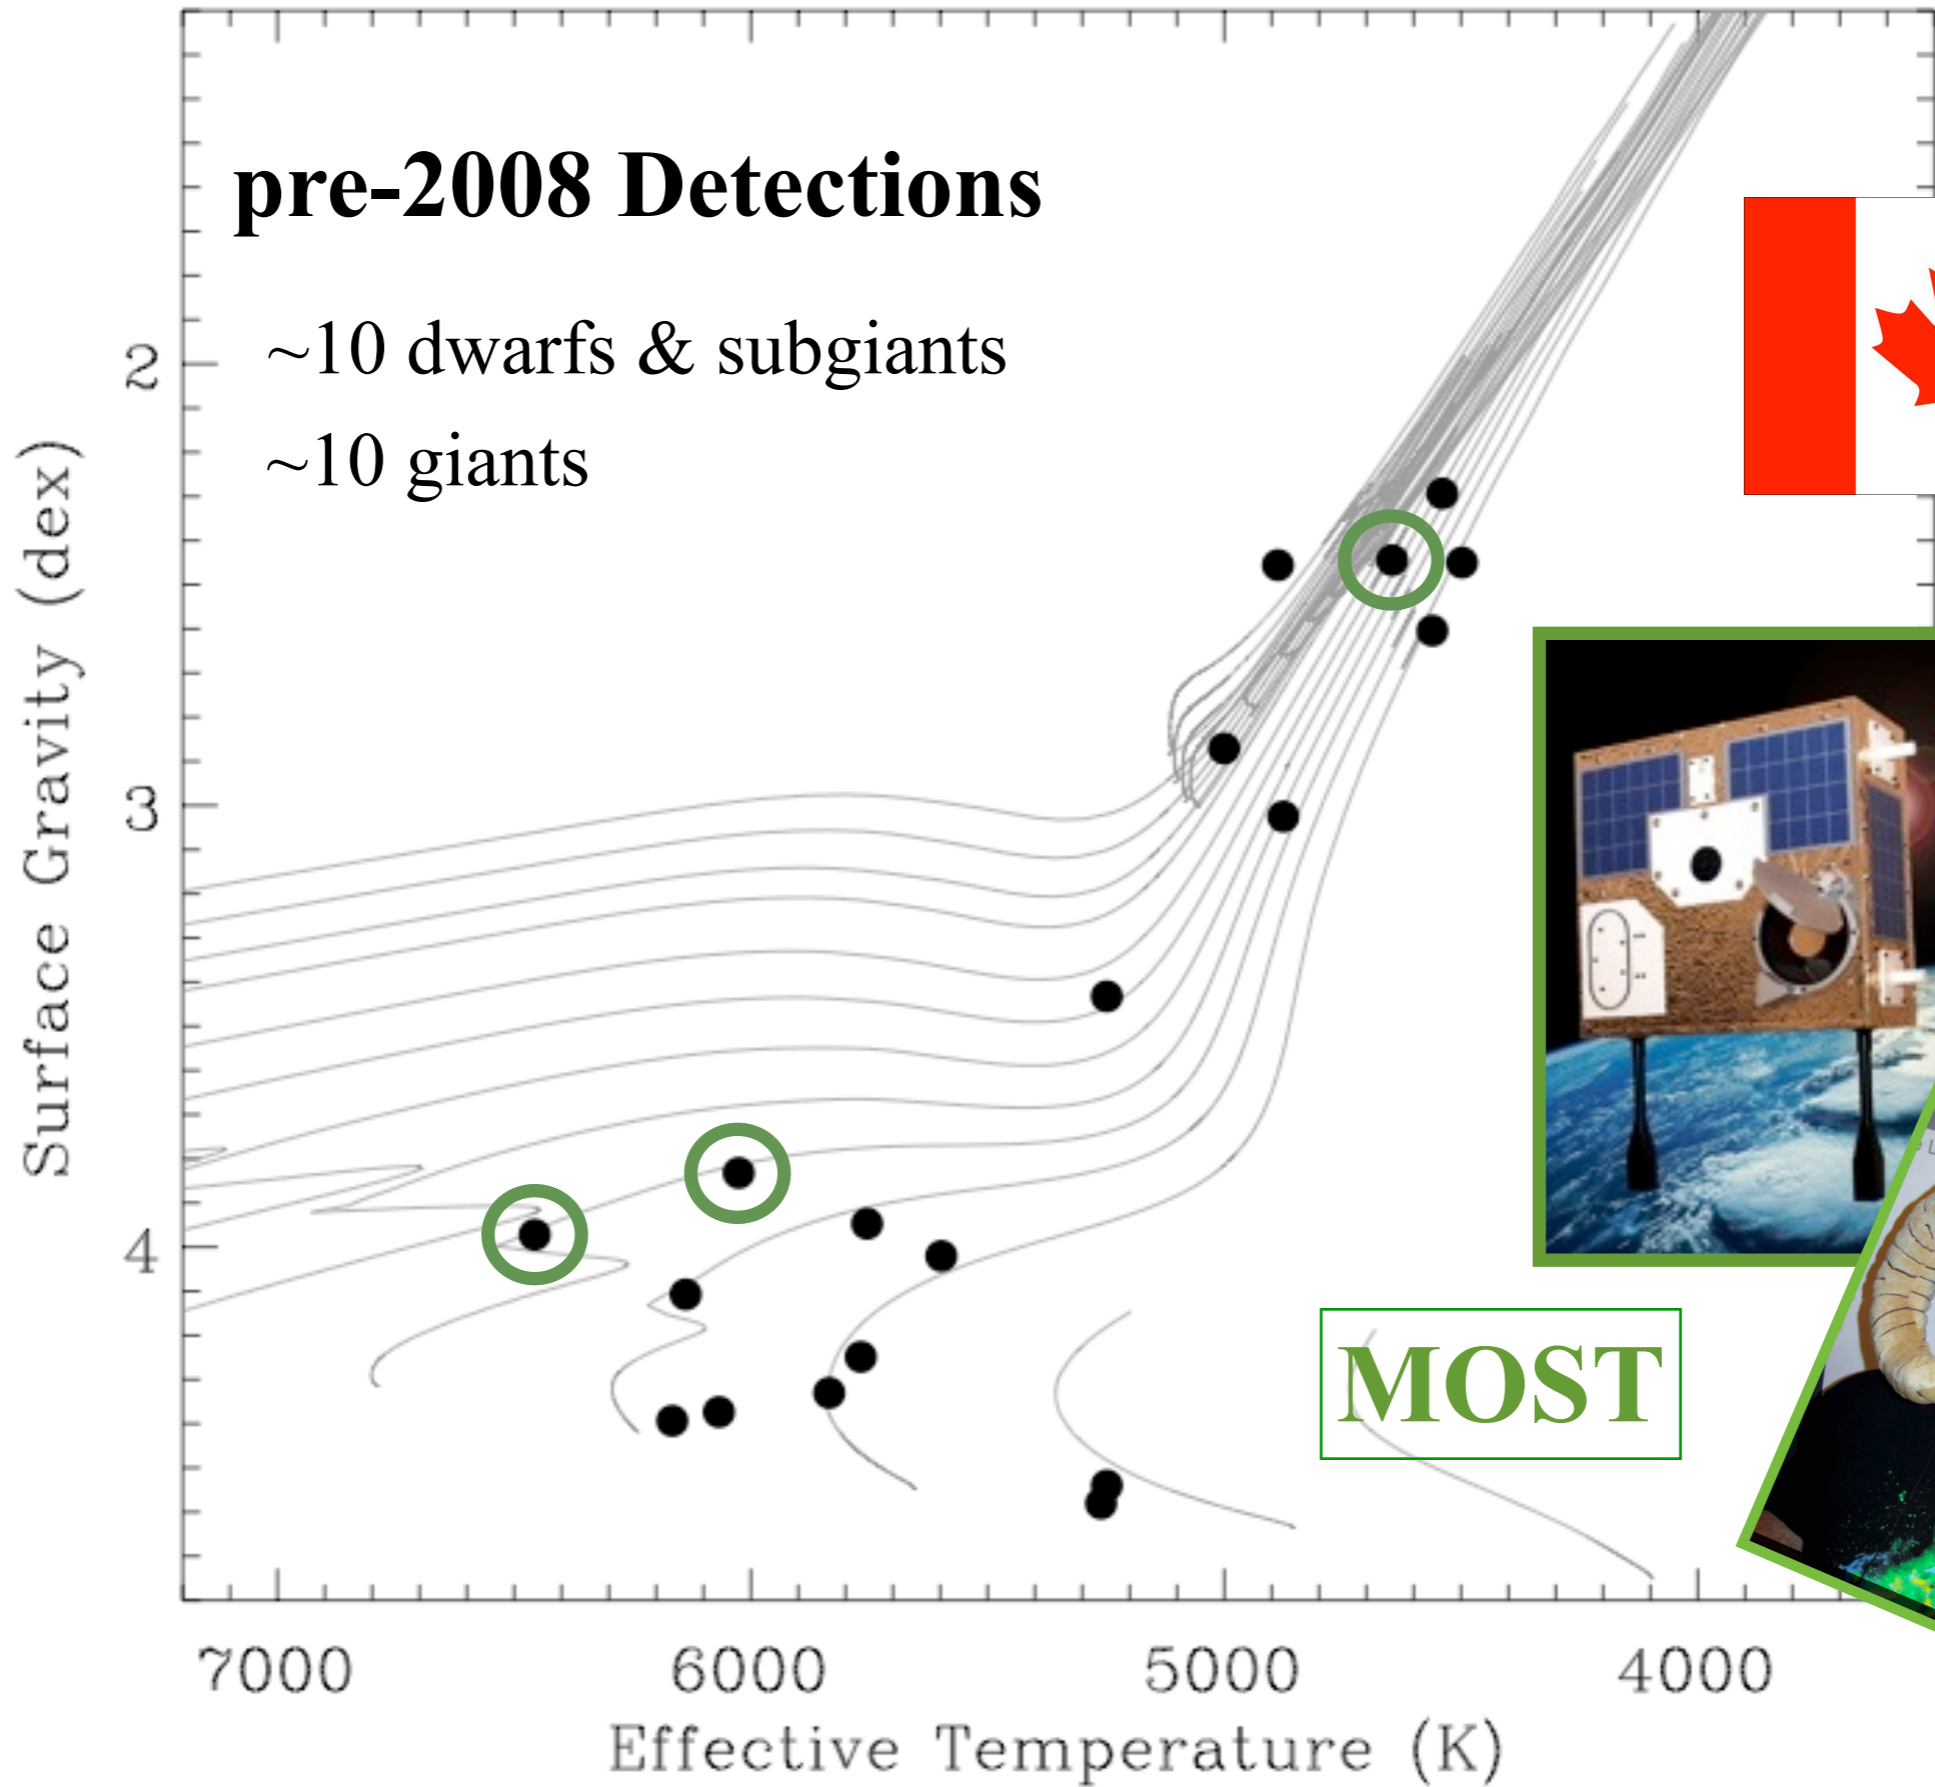 pre-2008 Detections
~10 dwarfs & subgiants
~10 giants
Surface Gravity (dex)
2
3
4
MOST
7000 6000 5000 4000
Effective Temperature (K)